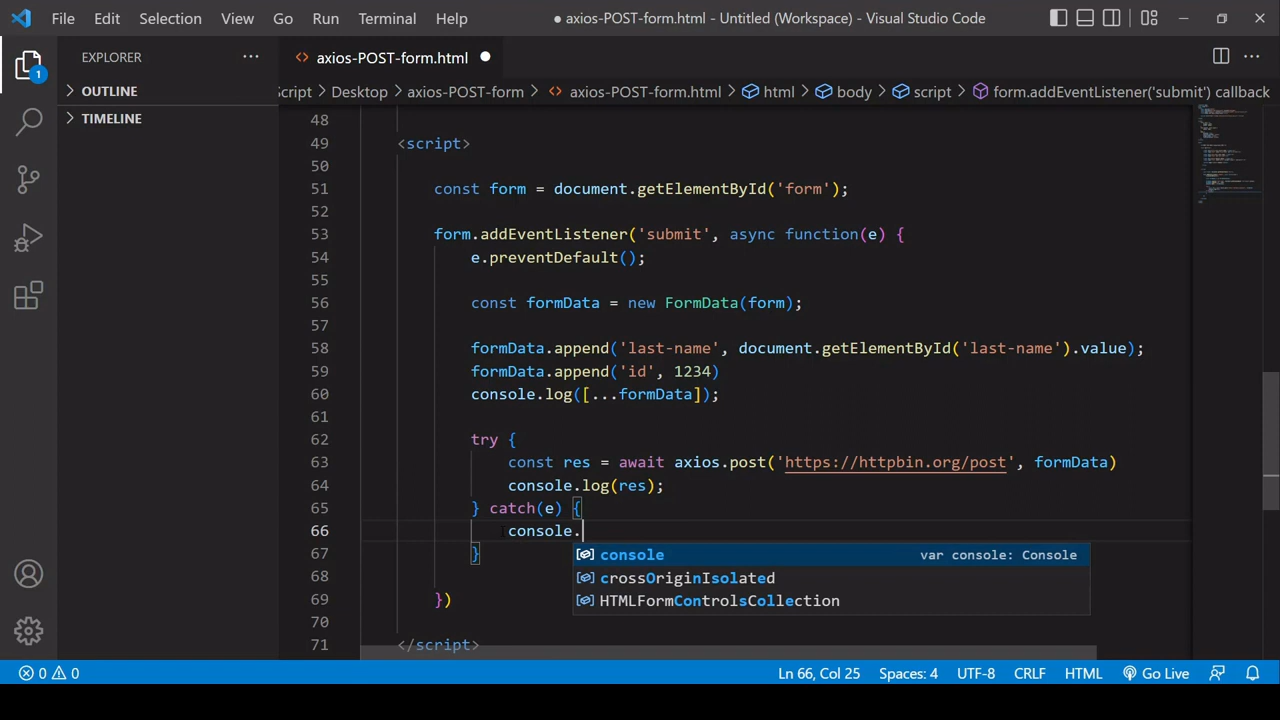 File Edit Selection View Go Run Terminal Help ● axios-POST-form.html - Untitled (Workspace) - Visual Studio Code
EXPLORER ···
axios-POST-form.html
1
OUTLINE
TIMELINE
Script > Desktop > axios-POST-form > axios-POST-form.html > html > body > script > form.addEventListener('submit') callback
48
49 <script>
50
51 const form = document.getElementById('form');
52
53 form.addEventListener('submit', async function(e) {
54 e.preventDefault();
55
56 const formData = new FormData(form);
57
58 formData.append('last-name', document.getElementById('last-name').value);
59 formData.append('id', 1234)
60 console.log([...formData]);
61
62 try {
63 const res = await axios.post('https://httpbin.org/post', formData)
64 console.log(res);
65 } catch(e) {
66 console.
console var console: Console
67 }
crossOriginIsolated
68
HTMLFormControlsCollection
69 })
70
71 </script>
0 0 Ln 66, Col 25 Spaces: 4 UTF-8 CRLF HTML Go Live